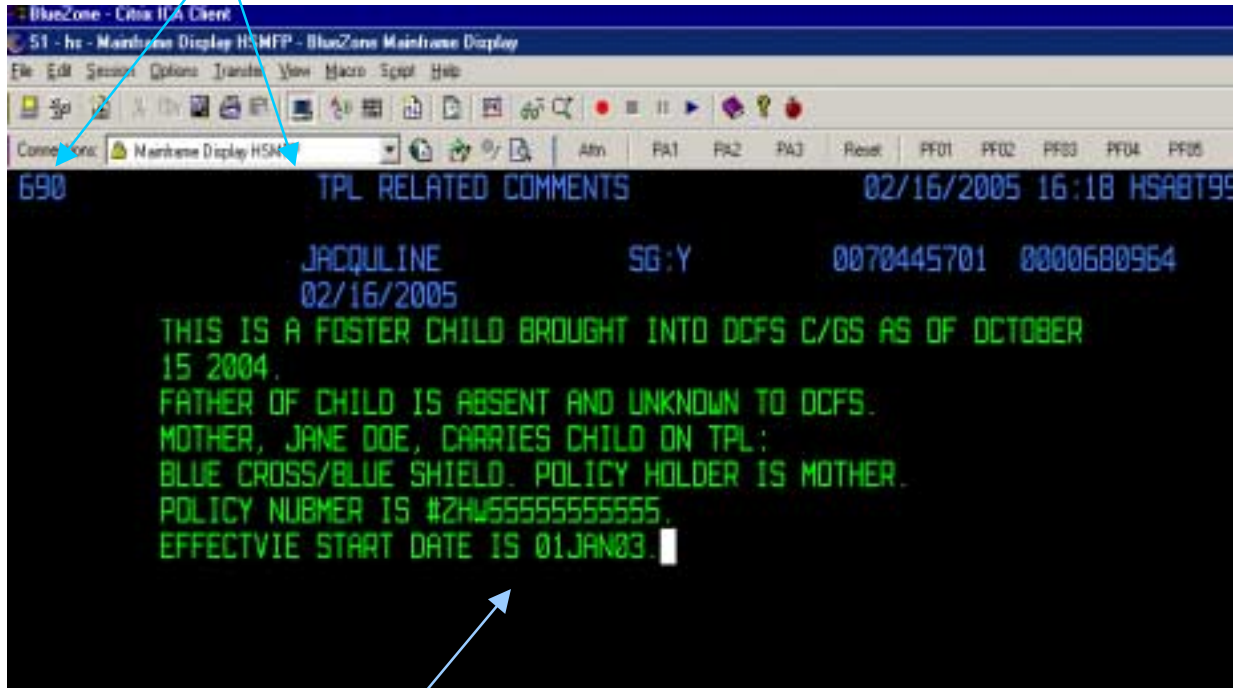 BlueZone - Citrix ICA Client
S1 - hs - Mainframe Display HSMFP - BlueZone Mainframe Display
File Edit Session Options Transfer View Macro Script Help
Connections: Mainframe Display HSMFP Attn PA1 PA2 PA3 Reset PF01 PF02 PF03 PF04 PF05
690 TPL RELATED COMMENTS 02/16/2005 16:18 HSABT99
JACQULINE SG:Y 0070445701 0000680964
02/16/2005
THIS IS A FOSTER CHILD BROUGHT INTO DCFS C/GS AS OF OCTOBER
15 2004.
FATHER OF CHILD IS ABSENT AND UNKNOWN TO DCFS.
MOTHER, JANE DOE, CARRIES CHILD ON TPL:
BLUE CROSS/BLUE SHIELD. POLICY HOLDER IS MOTHER.
POLICY NUBMER IS #ZHW55555555555.
EFFECTVIE START DATE IS 01JAN03.